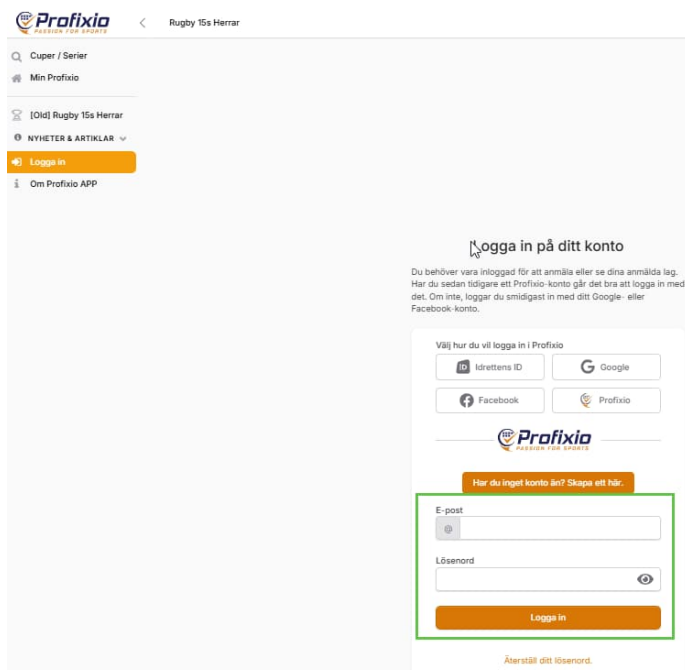 Profixio
PASSION FOR SPORTS
Rugby 15s Herrar
Cuper / Serier
Min Profixio
[Old] Rugby 15s Herrar
NYHETER & ARTIKLAR
Logga in
Om Profixio APP
Logga in på ditt konto
Du behöver vara inloggad för att anmäla eller se dina anmälda lag.
Har du sedan tidigare ett Profixio-konto går det bra att logga in med
det. Om inte, loggar du smidigast in med ditt Google- eller
Facebook-konto.
Välj hur du vil logga in i Profixio
ID Idrettens ID
G Google
Facebook
Profixio
Profixio
PASSION FOR SPORTS
Har du inget konto än? Skapa ett här.
E-post
@
Lösenord
Logga in
Återställ ditt lösenord.